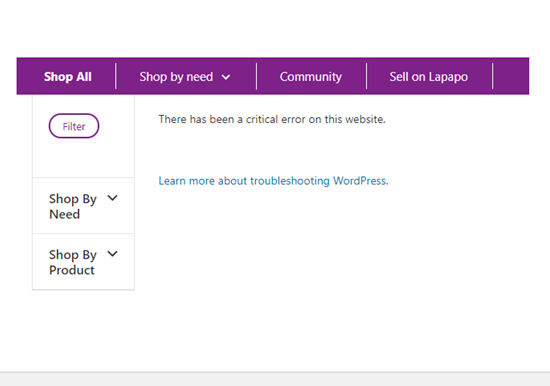 Shop All
Shop by need
Community
Sell on Lapapo
Filter
There has been a critical error on this website.
Learn more about troubleshooting WordPress.
Shop By
Need
Shop By
Product